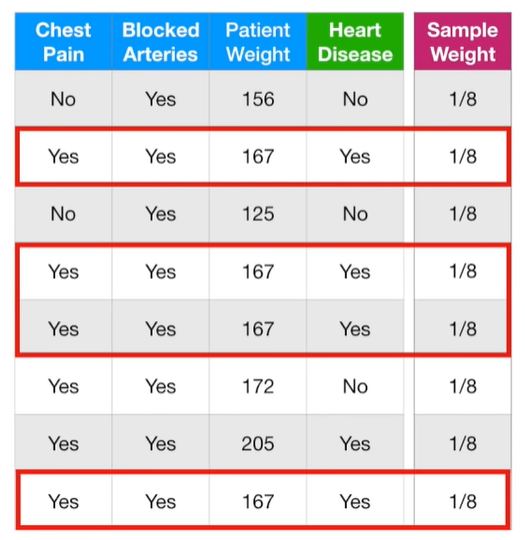 Chest Pain Blocked Arteries Patient Weight Heart Disease Sample Weight
No Yes 156 No 1/8
Yes Yes 167 Yes 1/8
No Yes 125 No 1/8
Yes Yes 167 Yes 1/8
Yes Yes 167 Yes 1/8
Yes Yes 172 No 1/8
Yes Yes 205 Yes 1/8
Yes Yes 167 Yes 1/8